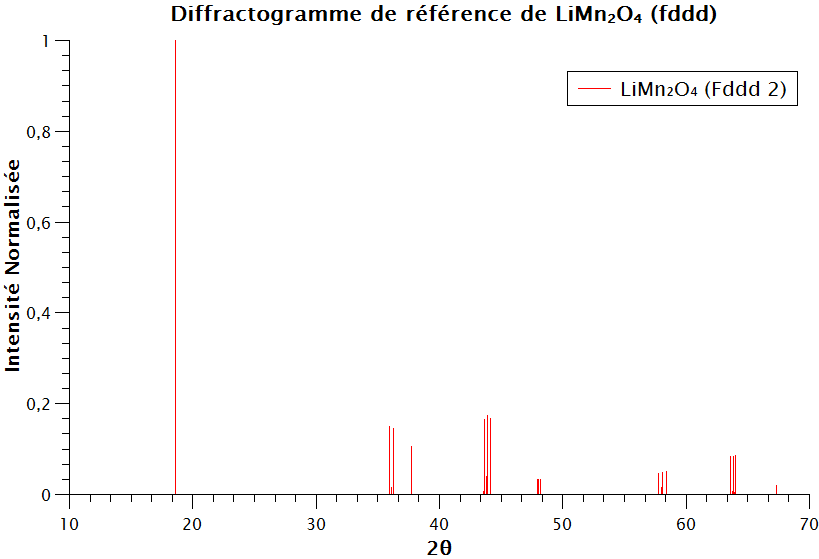 Diffractogramme de référence de LiMn₂O₄ (fddd)
LiMn₂O₄ (Fddd 2)
Intensité Normalisée
1
0,8
0,6
0,4
0,2
0
10 20 30 40 50 60 70
2θ